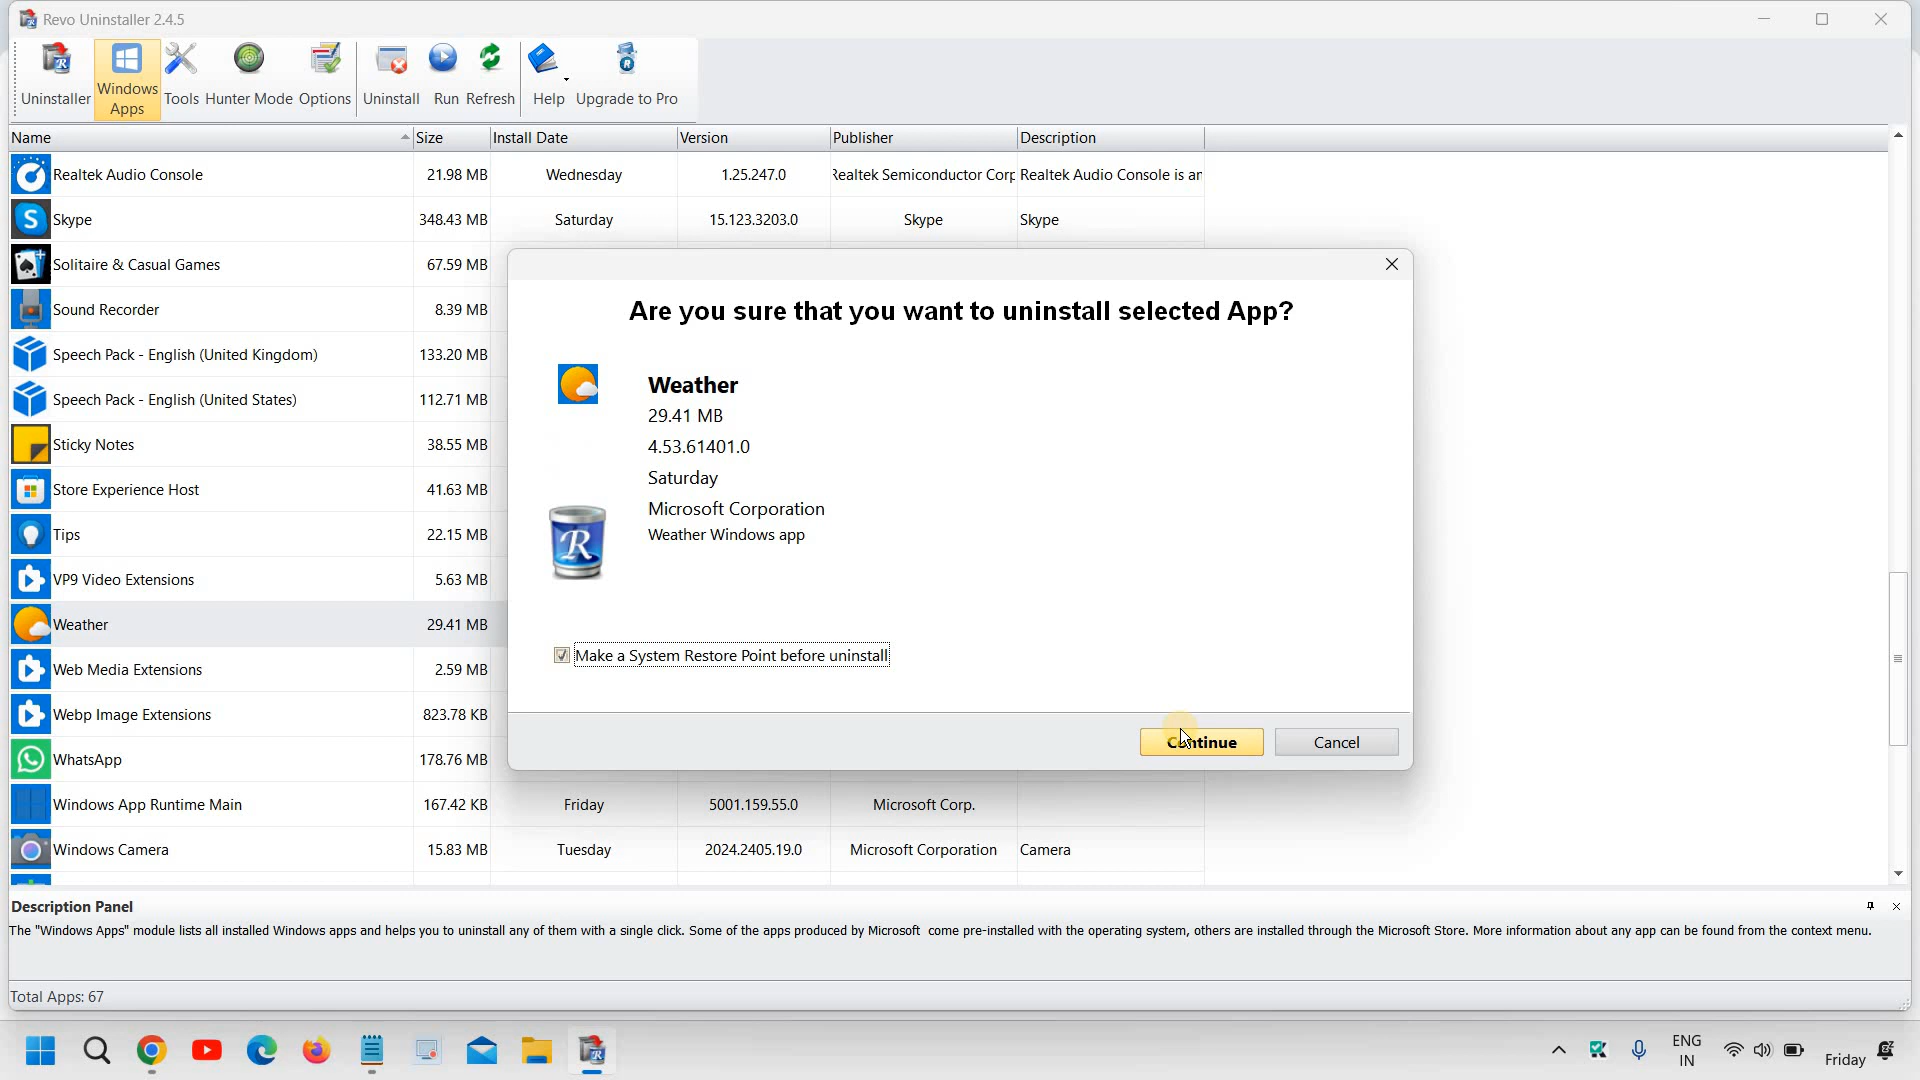 Revo Uninstaller 2.4.5
Uninstaller
Windows Apps
Tools
Hunter Mode
Options
Uninstall
Run
Refresh
Help
Upgrade to Pro
Name Size Install Date Version Publisher Description
Realtek Audio Console 21.98 MB Wednesday 1.25.247.0 Realtek Semiconductor Corp Realtek Audio Console is an
Skype 348.43 MB Saturday 15.123.3203.0 Skype Skype
Solitaire & Casual Games 67.59 MB
Sound Recorder 8.39 MB
Speech Pack - English (United Kingdom) 133.20 MB
Speech Pack - English (United States) 112.71 MB
Sticky Notes 38.55 MB
Store Experience Host 41.63 MB
Tips 22.15 MB
VP9 Video Extensions 5.63 MB
Weather 29.41 MB
Web Media Extensions 2.59 MB
Webp Image Extensions 823.78 KB
WhatsApp 178.76 MB
Windows App Runtime Main 167.42 KB Friday 5001.159.55.0 Microsoft Corp.
Windows Camera 15.83 MB Tuesday 2024.2405.19.0 Microsoft Corporation Camera
Are you sure that you want to uninstall selected App?
Weather
29.41 MB
4.53.61401.0
Saturday
Microsoft Corporation
Weather Windows app
Make a System Restore Point before uninstall
Continue
Cancel
Description Panel
The "Windows Apps" module lists all installed Windows apps and helps you to uninstall any of them with a single click. Some of the apps produced by Microsoft come pre-installed with the operating system, others are installed through the Microsoft Store. More information about any app can be found from the context menu.
Total Apps: 67
ENG
IN
Friday